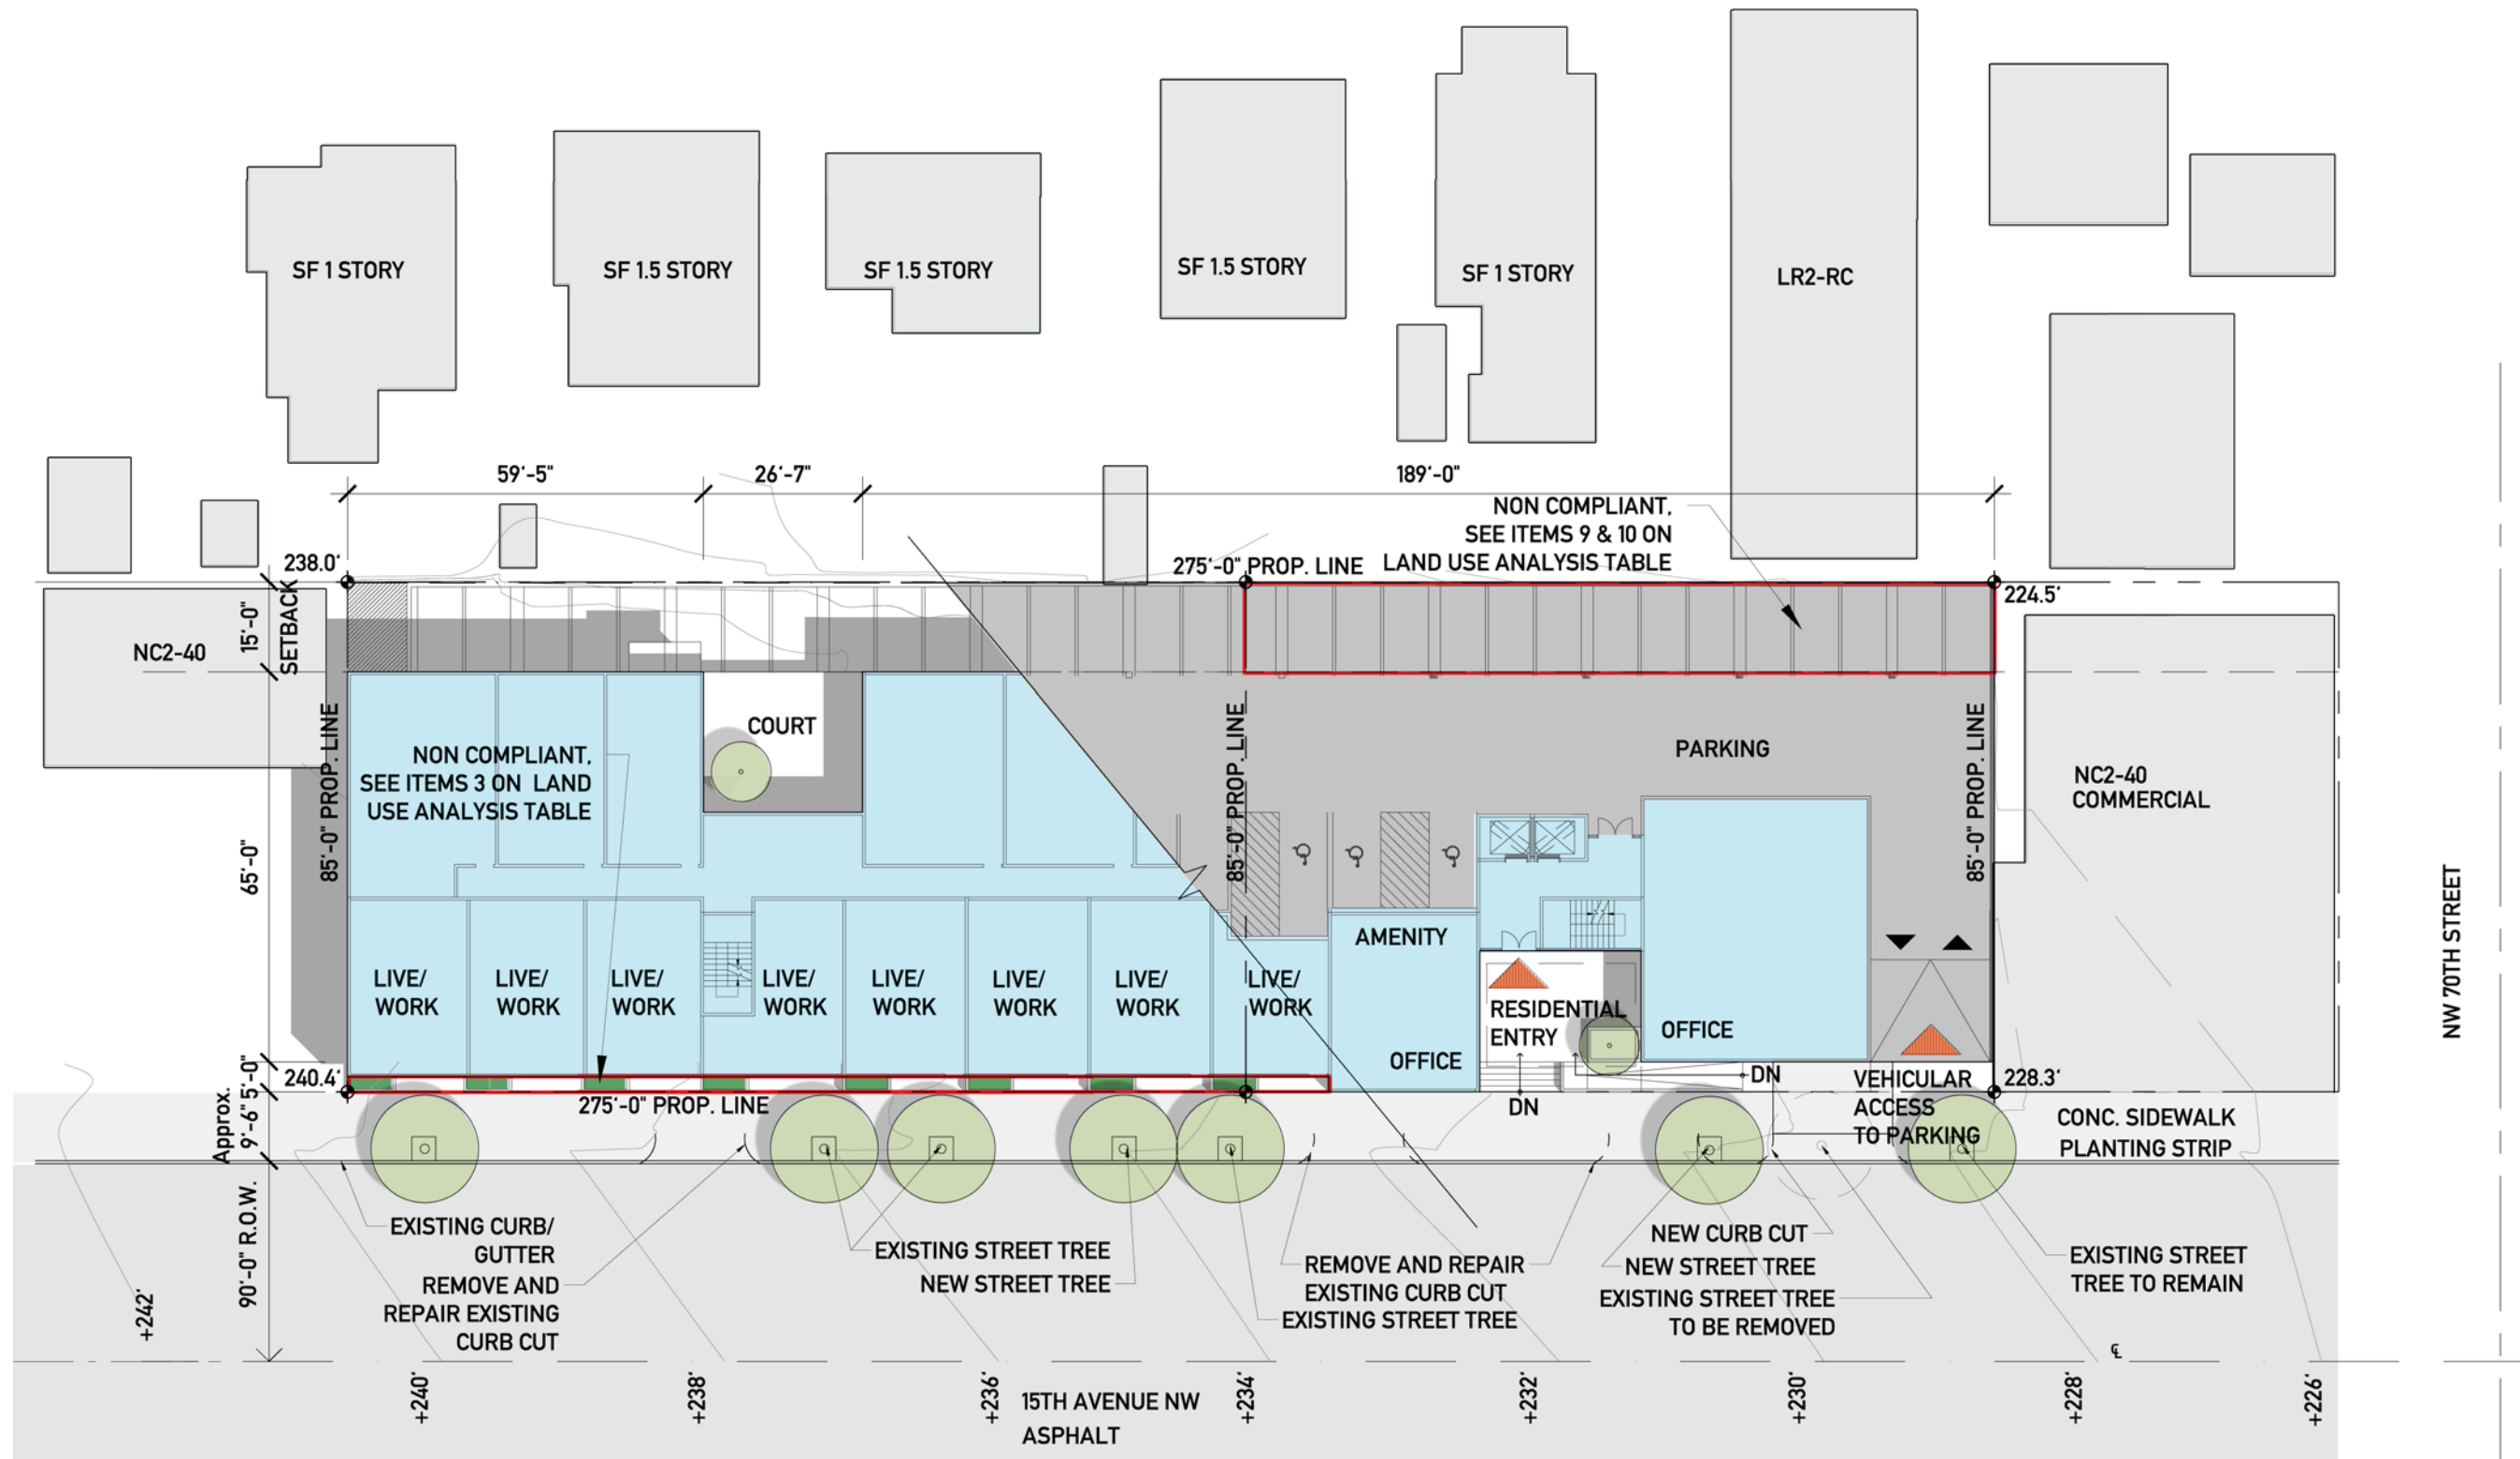 SF 1 STORY
SF 1.5 STORY
SF 1.5 STORY
SF 1.5 STORY
SF 1 STORY
LR2-RC
59'-5"
26'-7"
189'-0"
NON COMPLIANT,
SEE ITEMS 9 & 10 ON
LAND USE ANALYSIS TABLE
238.0'
275'-0" PROP. LINE
224.5'
15'-0"
SETBACK
NC2-40
COURT
NON COMPLIANT,
SEE ITEMS 3 ON LAND
USE ANALYSIS TABLE
85'-0" PROP. LINE
85'-0" PROP. LINE
85'-0" PROP. LINE
PARKING
NC2-40
COMMERCIAL
65'-0"
NW 70TH STREET
AMENITY
LIVE/
WORK
LIVE/
WORK
LIVE/
WORK
LIVE/
WORK
LIVE/
WORK
LIVE/
WORK
LIVE/
WORK
LIVE/
WORK
RESIDENTIAL
ENTRY
OFFICE
OFFICE
5'-0"
240.4'
275'-0" PROP. LINE
DN
DN
VEHICULAR
ACCESS
TO PARKING
228.3'
Approx.
9'-6"
CONC. SIDEWALK
PLANTING STRIP
90'-0" R.O.W.
EXISTING CURB/
GUTTER
REMOVE AND
REPAIR EXISTING
CURB CUT
EXISTING STREET TREE
NEW STREET TREE
REMOVE AND REPAIR
EXISTING CURB CUT
EXISTING STREET TREE
NEW CURB CUT
NEW STREET TREE
EXISTING STREET TREE
TO BE REMOVED
EXISTING STREET
TREE TO REMAIN
℄
+242'
+240'
+238'
+236'
+234'
+232'
+230'
+228'
+226'
15TH AVENUE NW
ASPHALT